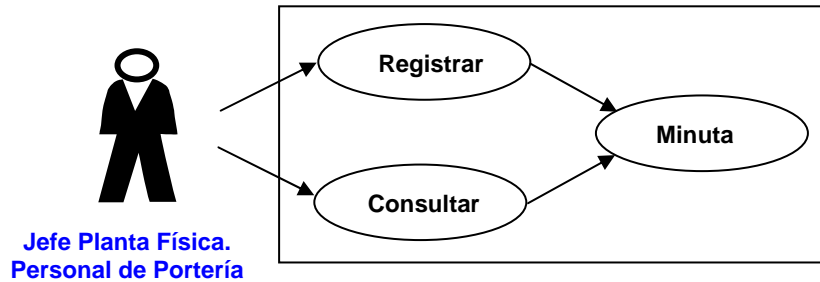 Registrar
Minuta
Consultar
Jefe Planta Física.
Personal de Portería